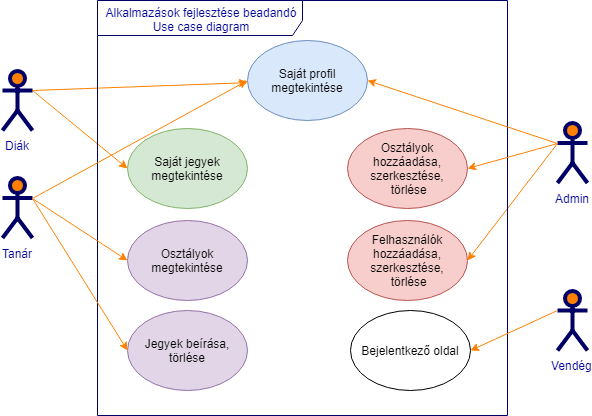 Alkalmazások fejlesztése beadandó
Use case diagram
Saját profil
megtekintése
Diák
Saját jegyek
megtekintése
Osztályok
hozzáadása,
szerkesztése,
törlése
Admin
Tanár
Osztályok
megtekintése
Felhasználók
hozzáadása,
szerkesztése,
törlése
Jegyek beírása,
törlése
Bejelentkező oldal
Vendég